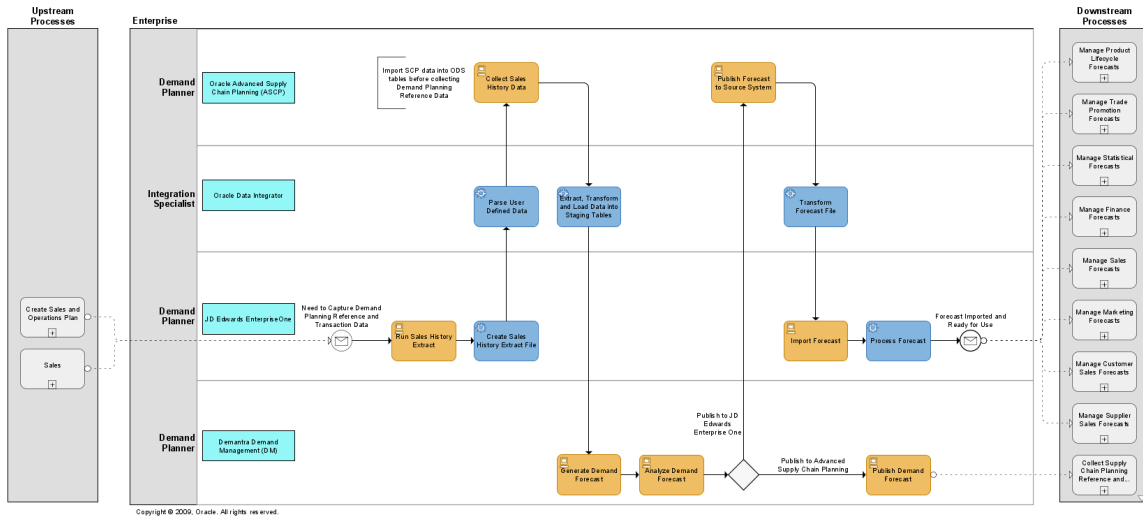 Upstream
Processes
Enterprise
Downstream
Processes
Demand
Planner
Oracle Advanced Supply
Chain Planning (ASCP)
Import SCP data into ODS
tables before collecting
Demand Planning
Reference Data
Collect Sales
History Data
Publish Forecast
to Source System
Integration
Specialist
Oracle Data Integrator
Parse User
Defined Data
Extract, Transform
and Load Data into
Staging Tables
Transform
Forecast File
Demand
Planner
JD Edwards EnterpriseOne
Need to Capture Demand
Planning Reference and
Transaction Data
Run Sales History
Extract
Create Sales
History Extract File
Import Forecast
Process Forecast
Forecast Imported and
Ready for Use
Create Sales and
Operations Plan
Sales
Demand
Planner
Demantra Demand
Management (DM)
Generate Demand
Forecast
Analyze Demand
Forecast
Publish to JD
Edwards
Enterprise One
Publish to Advanced
Supply Chain Planning
Publish Demand
Forecast
Manage Product
Lifecycle
Forecasts
Manage Trade
Promotion
Forecasts
Manage Statistical
Forecasts
Manage Finance
Forecasts
Manage Sales
Forecasts
Manage Marketing
Forecasts
Manage Customer
Sales Forecasts
Manage Supplier
Sales Forecasts
Collect Supply
Chain Planning
Reference and...
Copyright © 2009, Oracle. All rights reserved.